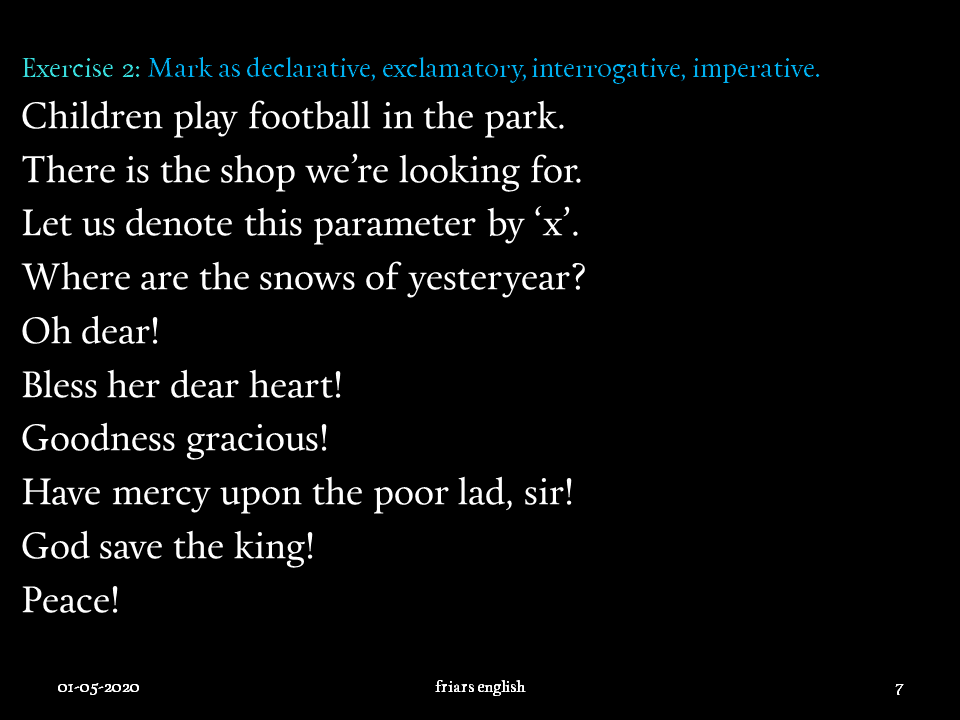 Exercise 2: Mark as declarative, exclamatory, interrogative, imperative.
Children play football in the park.
There is the shop we’re looking for.
Let us denote this parameter by ‘x’.
Where are the snows of yesteryear?
Oh dear!
Bless her dear heart!
Goodness gracious!
Have mercy upon the poor lad, sir!
God save the king!
Peace!
01-05-2020 friars english 7